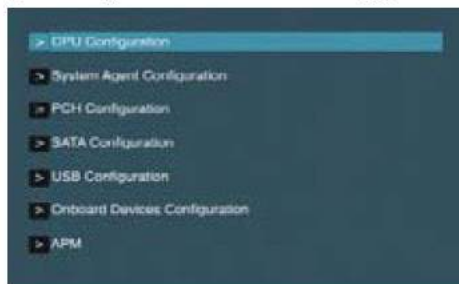 > CPU Configuration
> System Agent Configuration
> PCH Configuration
> SATA Configuration
> USB Configuration
> Onboard Devices Configuration
> APM